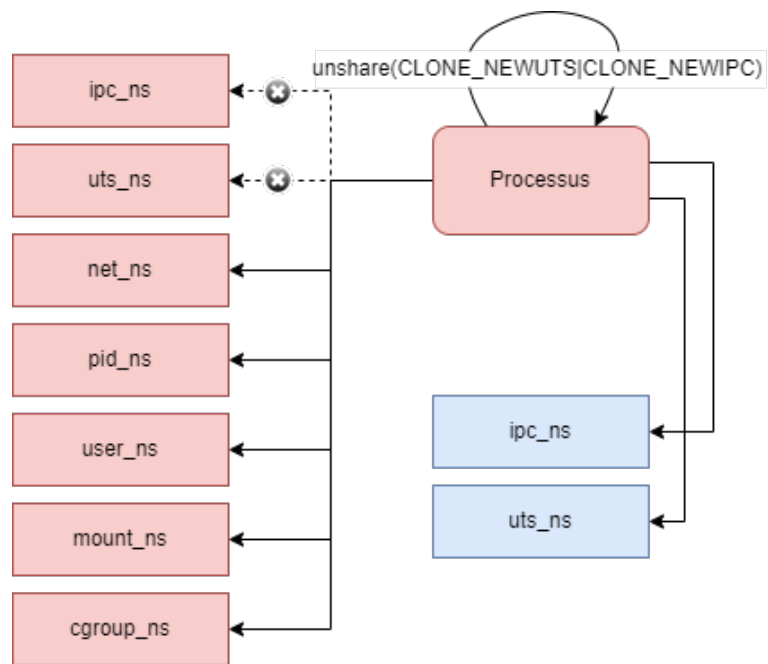 unshare(CLONE_NEWUTS|CLONE_NEWIPC)
ipc_ns
uts_ns
Processus
net_ns
pid_ns
user_ns
ipc_ns
uts_ns
mount_ns
cgroup_ns